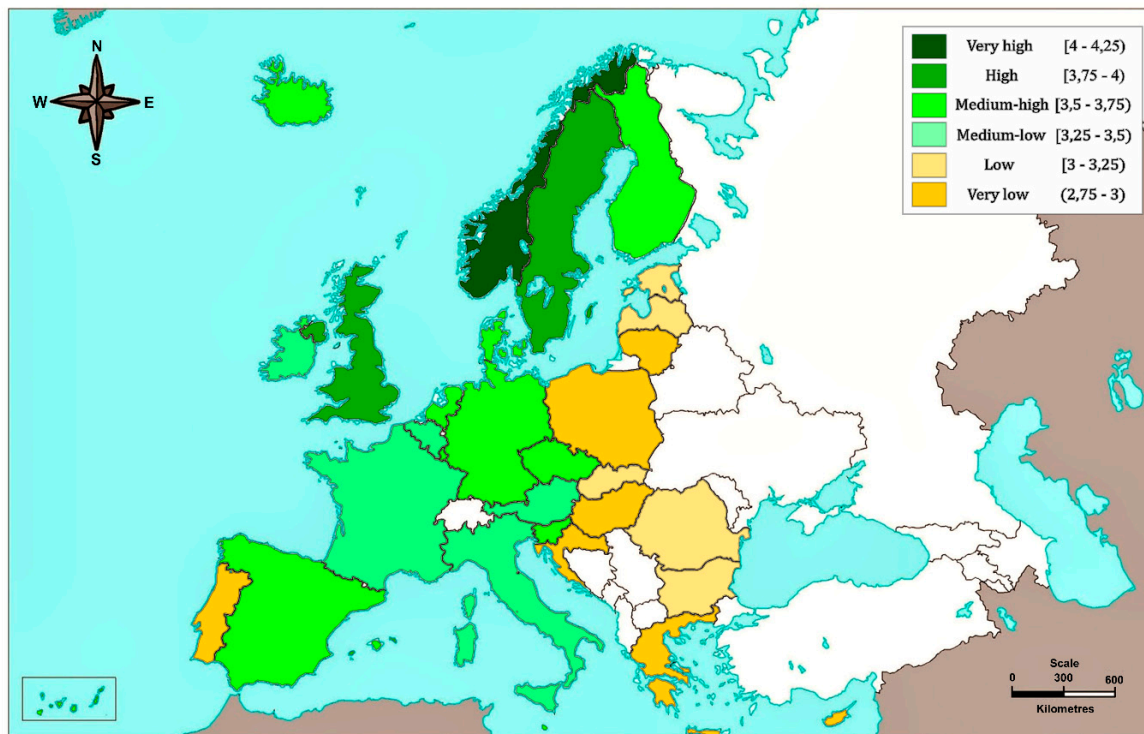 N
W E
S
Very high [4 - 4,25)
High [3,75 - 4)
Medium-high [3,5 - 3,75)
Medium-low [3,25 - 3,5)
Low [3 - 3,25)
Very low (2,75 - 3)
Scale
0 300 600
Kilometres